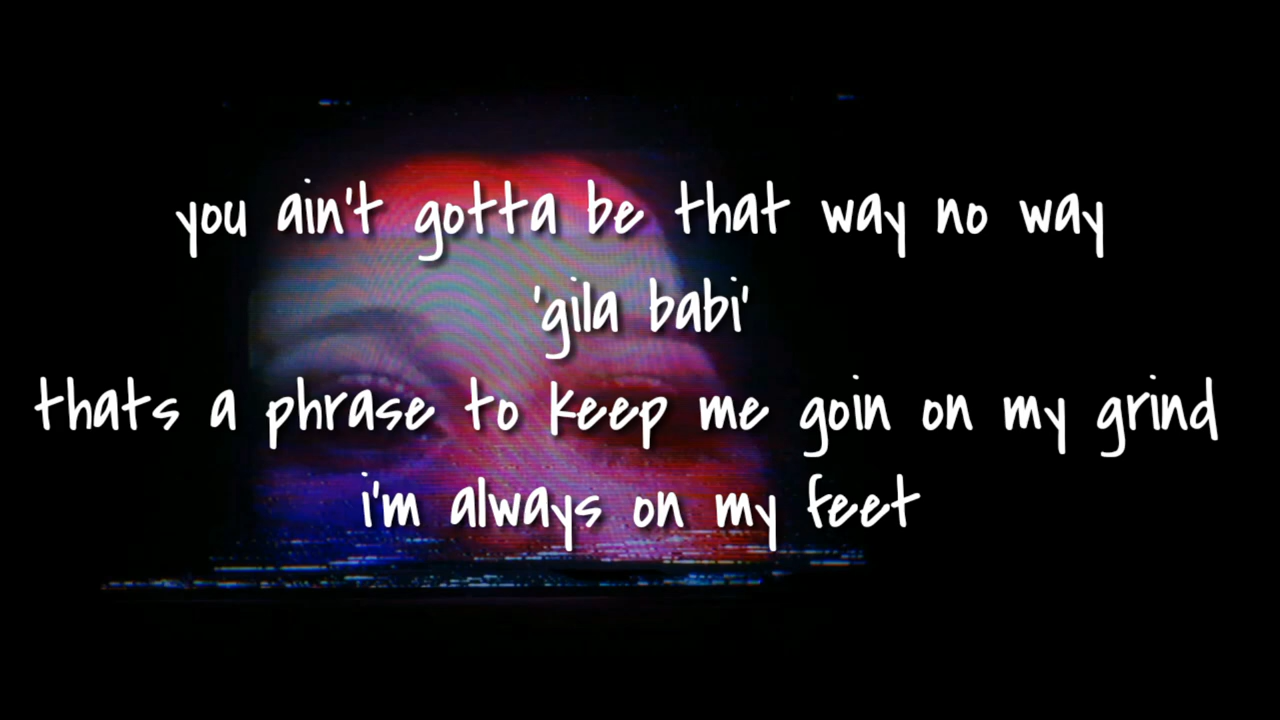 you ain't gotta be that way no way
'gila babi'
thats a phrase to keep me goin on my grind
i'm always on my feet